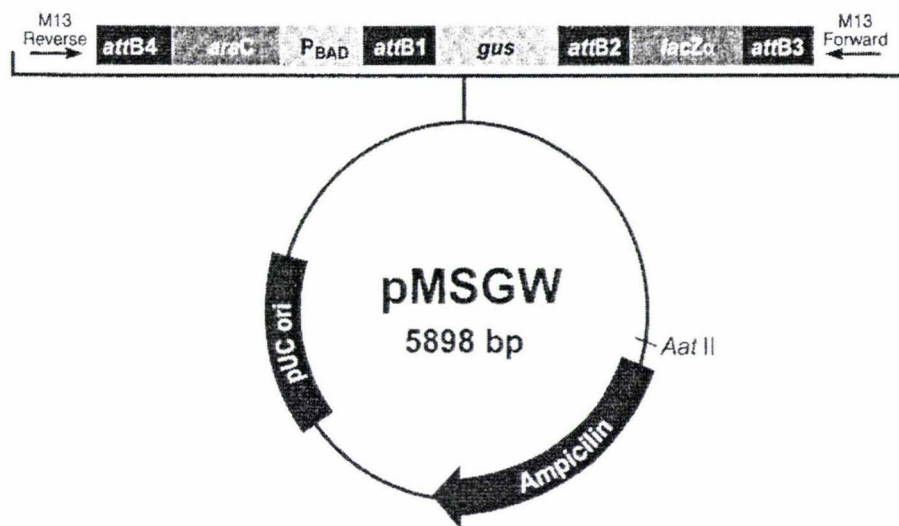 M13 Reverse
attB4 araC PBAD attB1 gus attB2 lacZα attB3
M13 Forward
pMSGW
5898 bp
pUC ori
Aat II
Ampicilin